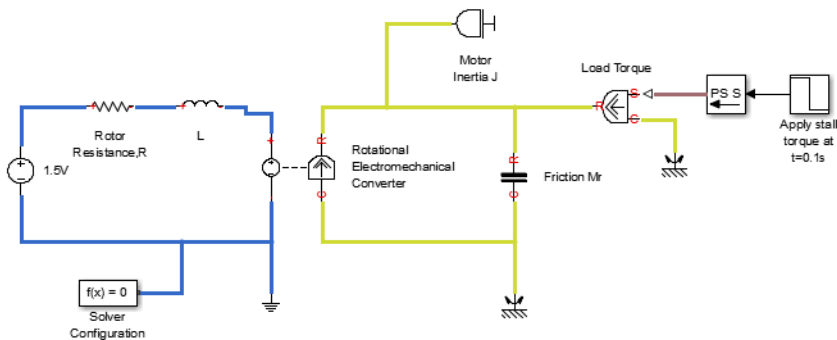 Motor
Inertia J
Load Torque
S
R
C
PS S
Apply stall
torque at
t=0.1s
+
+
+
Rotor
Resistance,R
L
1.5V
R
C
Rotational
Electromechanical
Converter
R
C
Friction Mr
f(x) = 0
Solver
Configuration